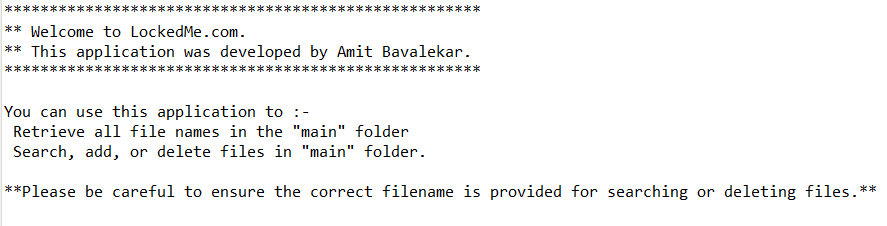 *****************************************************
** Welcome to LockedMe.com.
** This application was developed by Amit Bavalekar.
*****************************************************
You can use this application to :-
Retrieve all file names in the "main" folder
Search, add, or delete files in "main" folder.
**Please be careful to ensure the correct filename is provided for searching or deleting files.**